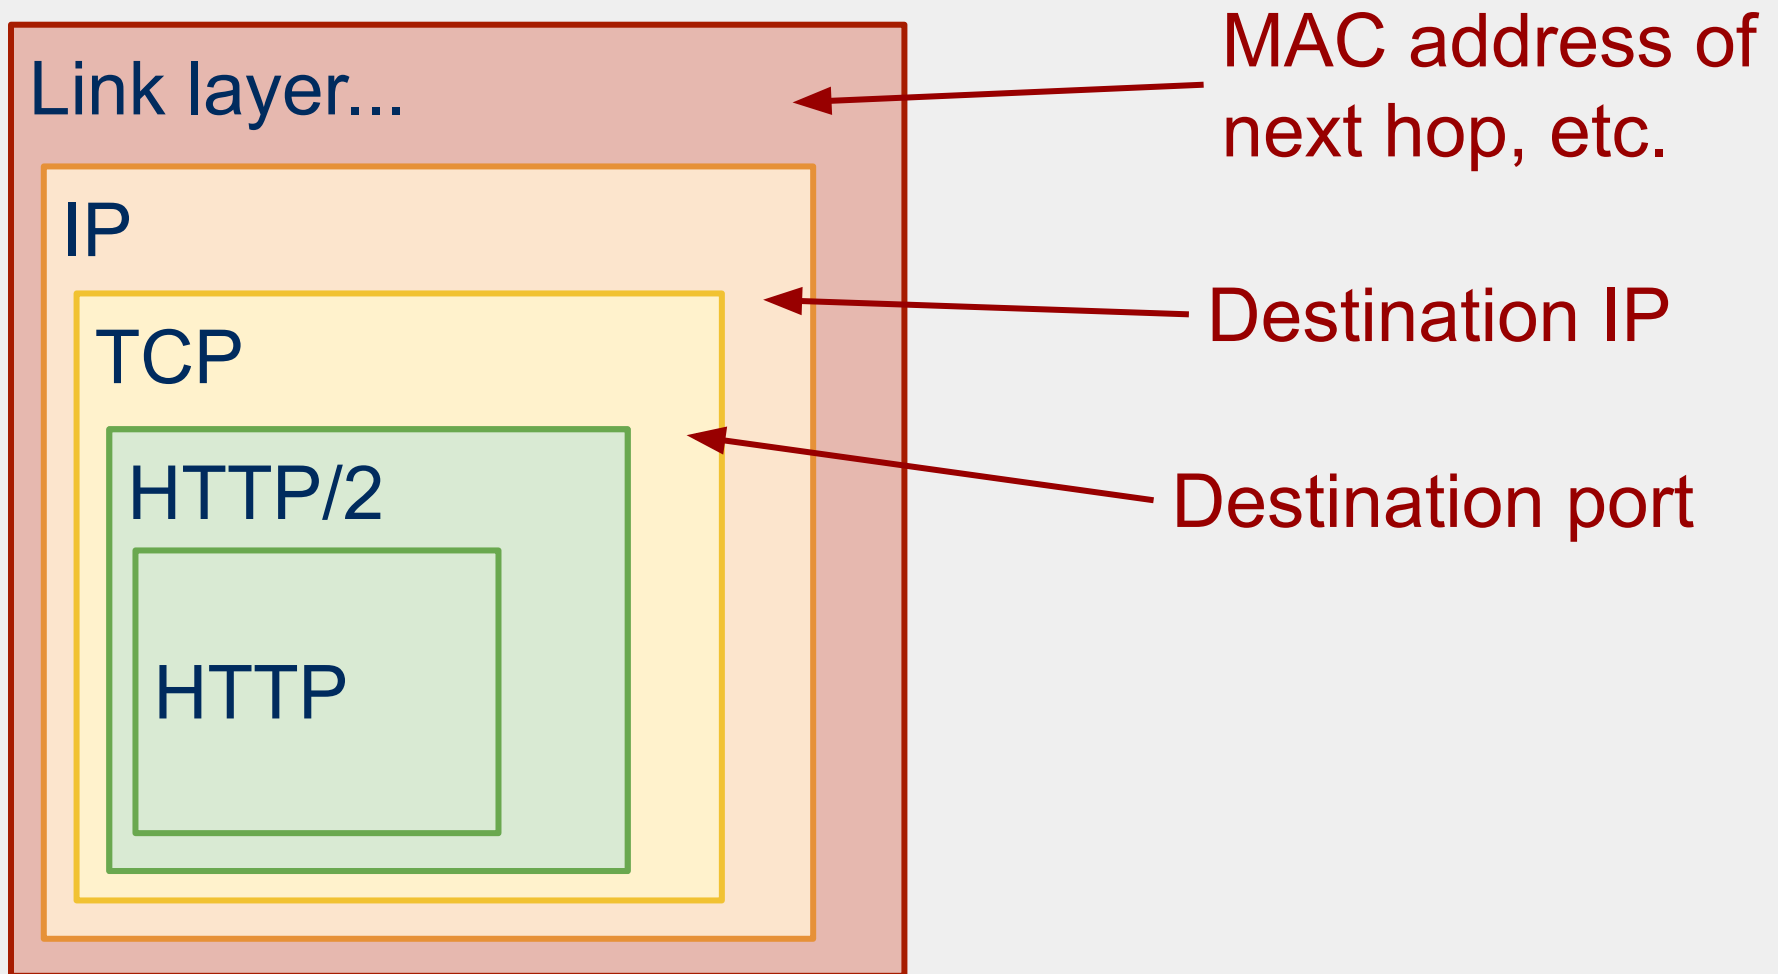 Link layer...
MAC address of
next hop, etc.
IP
Destination IP
TCP
Destination port
HTTP/2
HTTP